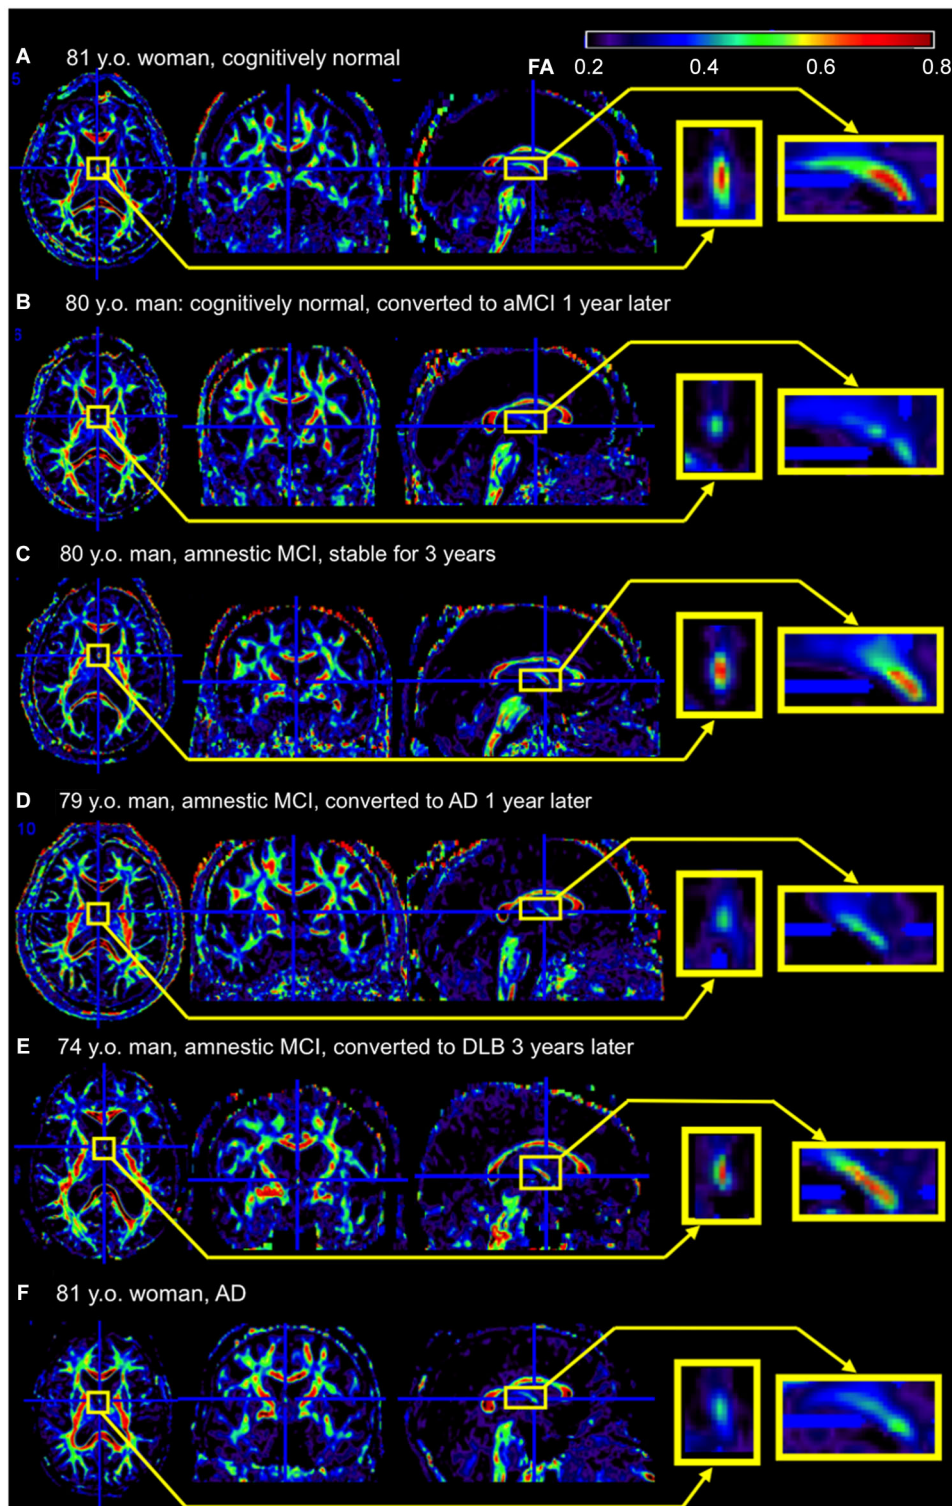 A 81 y.o. woman, cognitively normal
FA
0.2 0.43 0.6 0.8
5
B 80 y.o. man: cognitively normal, converted to aMCI 1 year later
C 80 y.o. man, amnestic MCI, stable for 3 years
D 79 y.o. man, amnestic MCI, converted to AD 1 year later
10
E 74 y.o. man, amnestic MCI, converted to DLB 3 years later
F 81 y.o. woman, AD